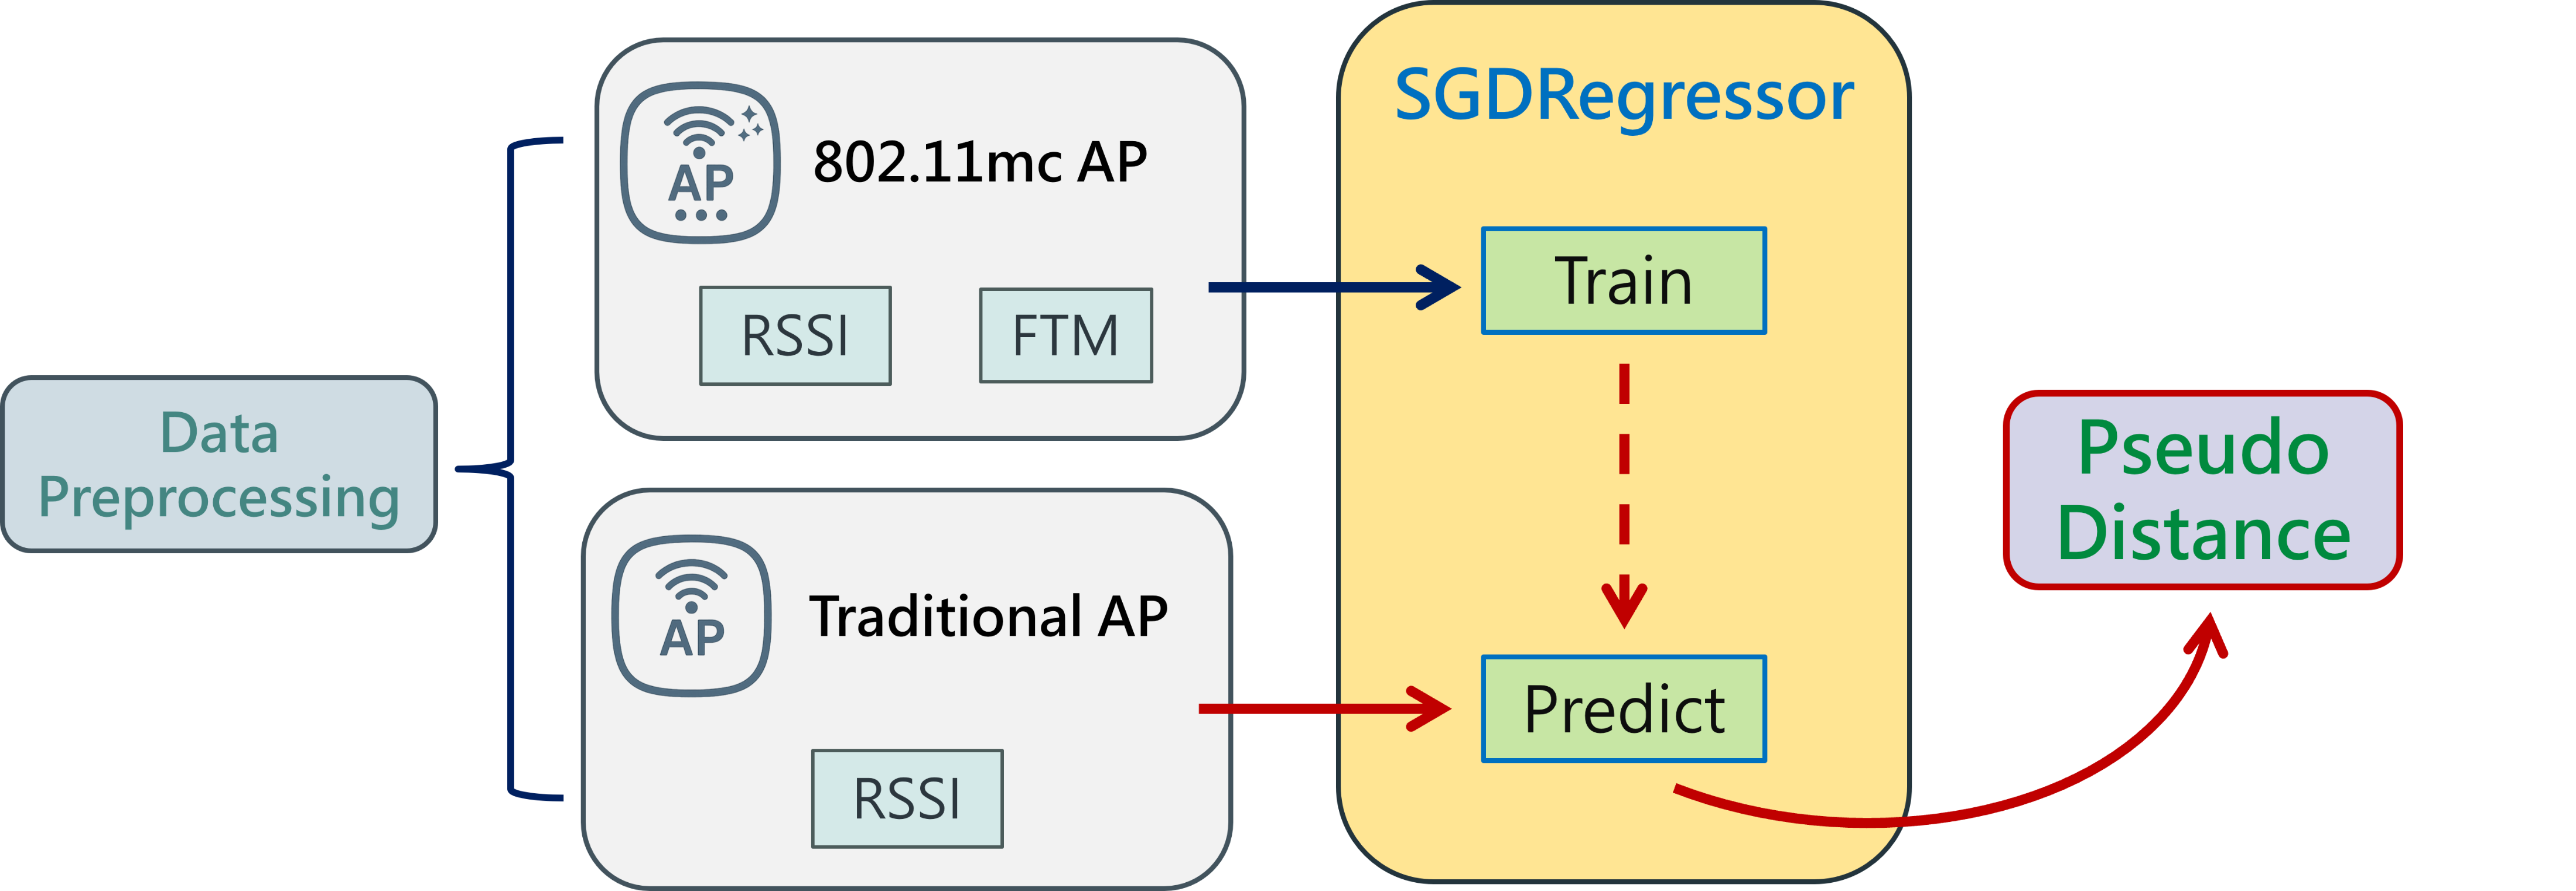 Data
Preprocessing
AP
802.11mc AP
RSSI
FTM
AP
Traditional AP
RSSI
SGDRegressor
Train
Predict
Pseudo
Distance